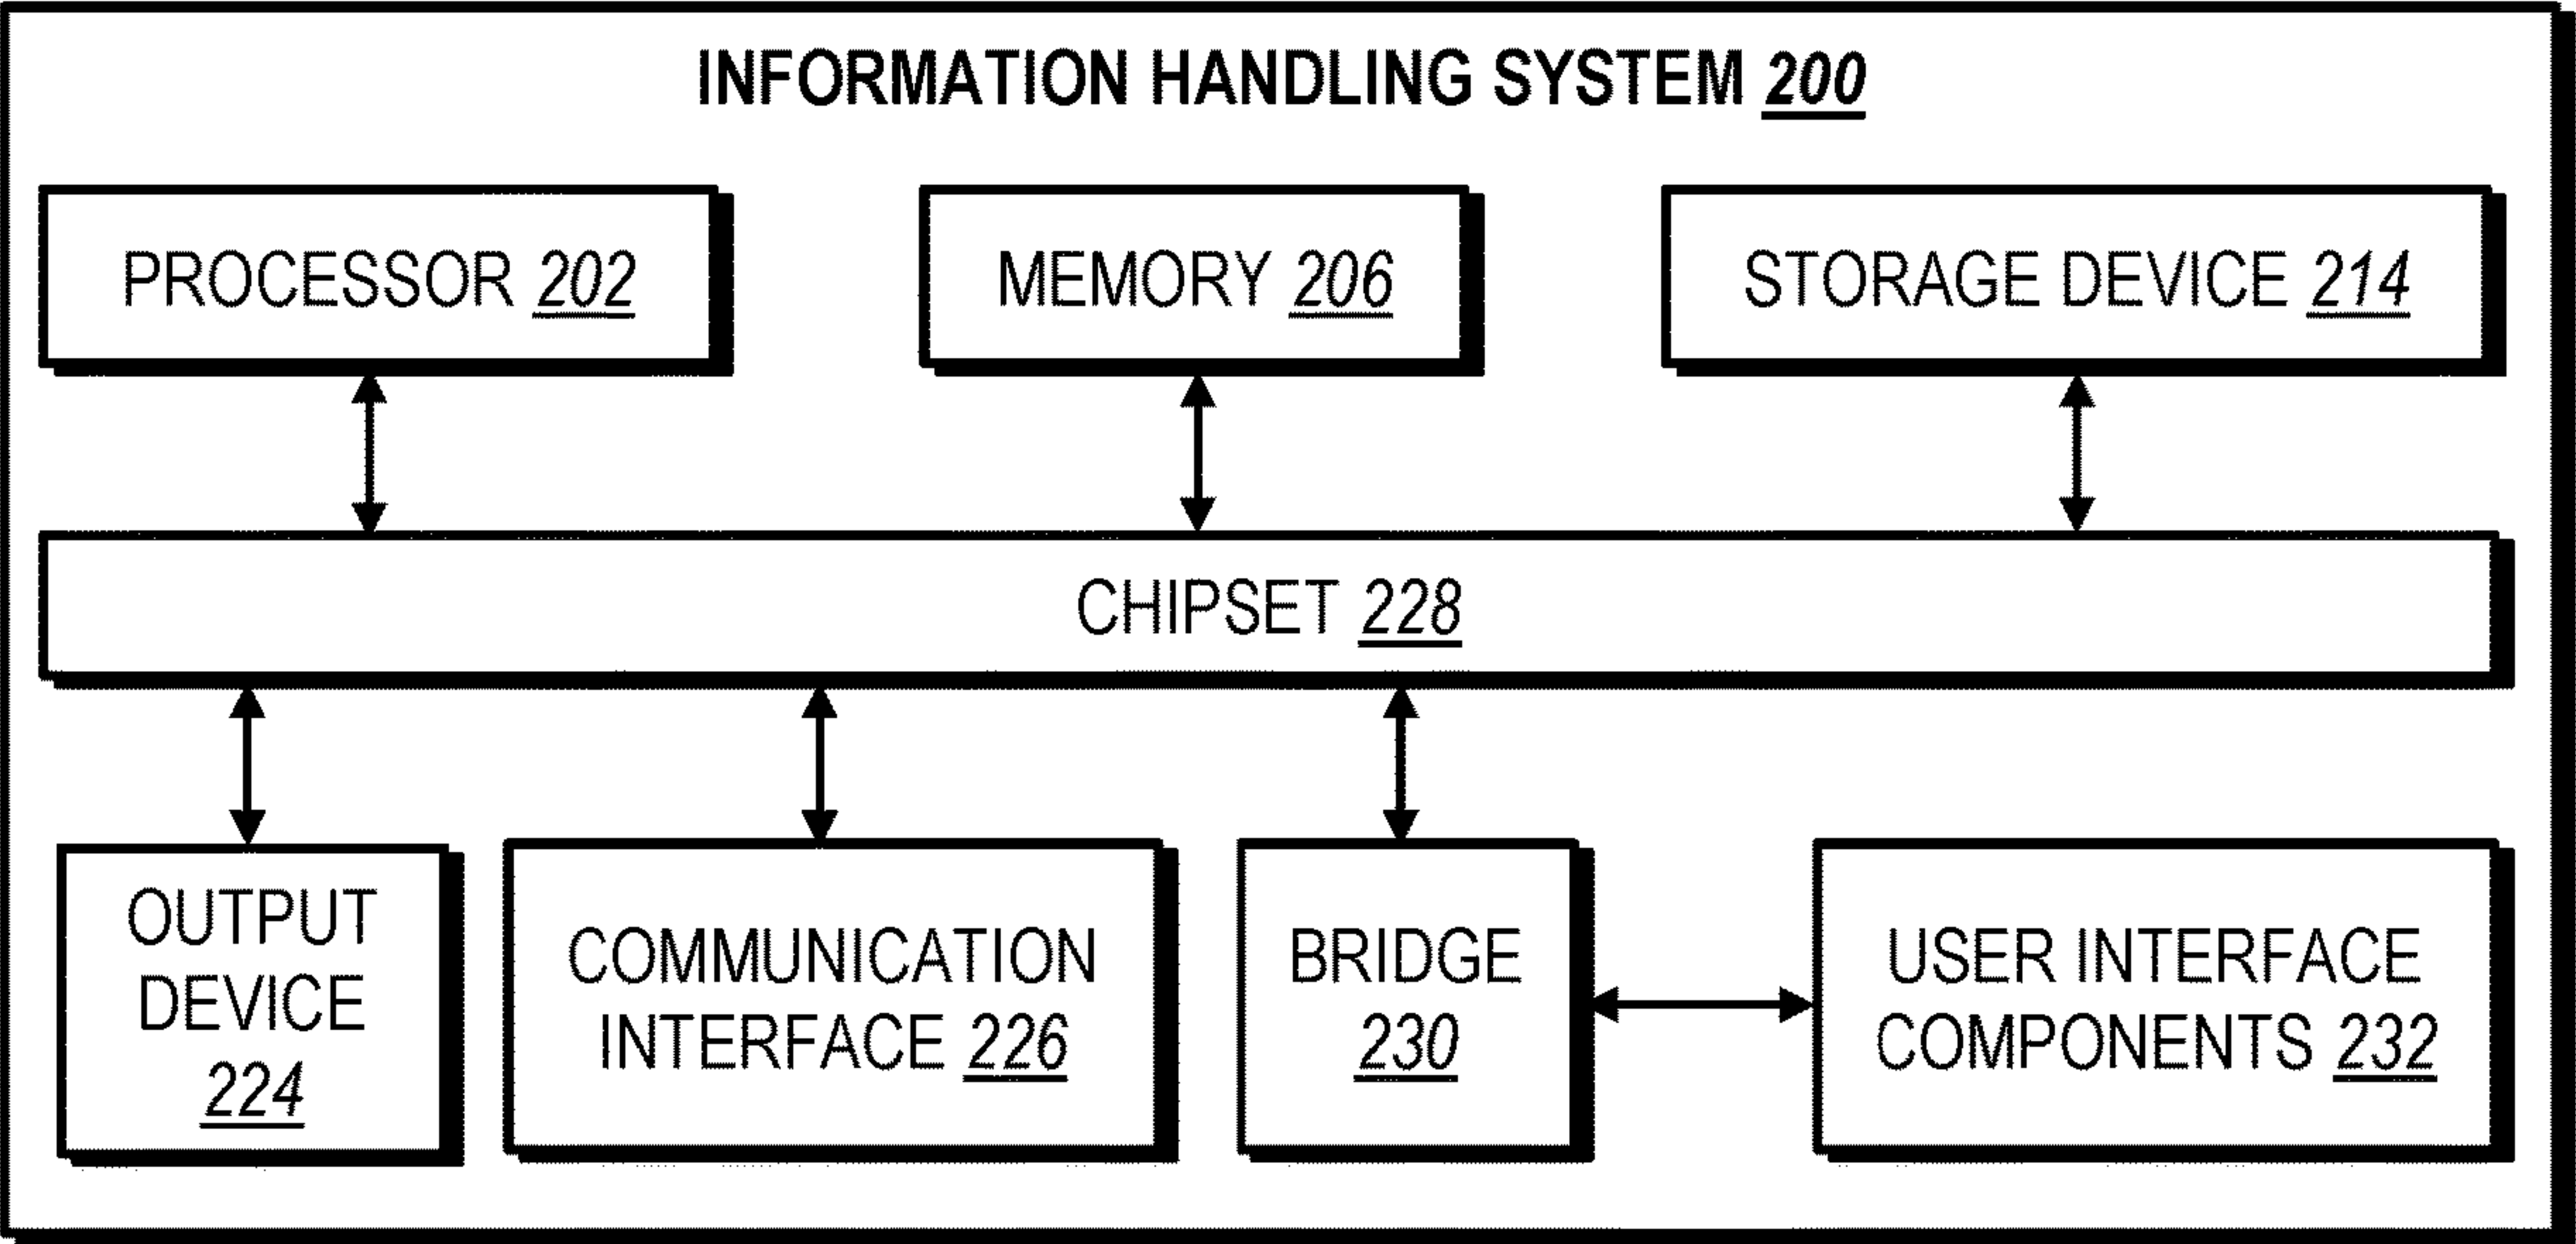 INFORMATION HANDLING SYSTEM 200
PROCESSOR 202
MEMORY 206
STORAGE DEVICE 214
CHIPSET 228
OUTPUT
DEVICE
224
COMMUNICATION
INTERFACE 226
BRIDGE
230
USER INTERFACE
COMPONENTS 232